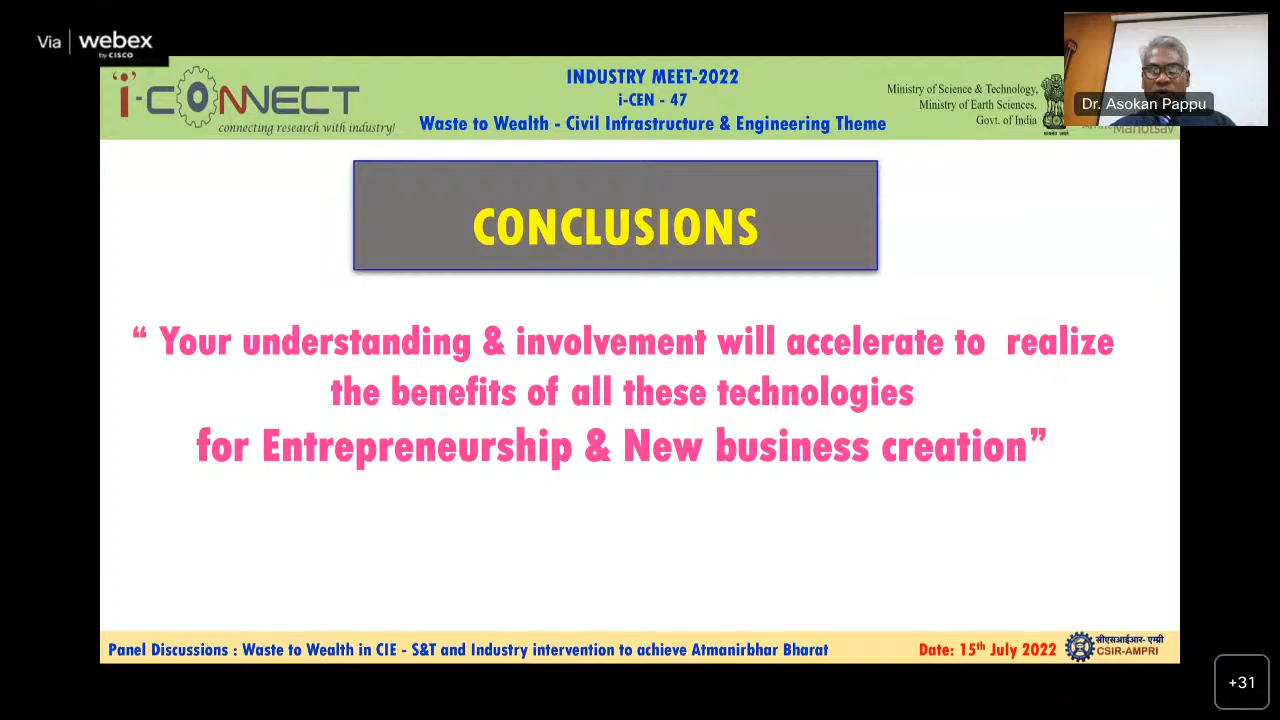 Via webex
by CISCO
i-CONNECT
connecting research with industry!
INDUSTRY MEET-2022
i-CEN - 47
Waste to Wealth - Civil Infrastructure & Engineering Theme
Ministry of Science & Technology,
Ministry of Earth Sciences,
Govt. of India
Dr. Asokan Pappu
CONCLUSIONS
“ Your understanding & involvement will accelerate to realize
the benefits of all these technologies
for Entrepreneurship & New business creation”
Panel Discussions : Waste to Wealth in CIE - S&T and Industry intervention to achieve Atmanirbhar Bharat
Date: 15th July 2022
सीएसआईआर- एम्प्री
CSIR-AMPRI
+31